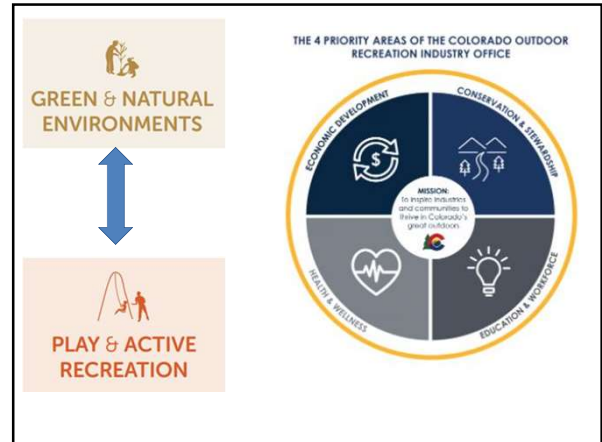 GREEN & NATURAL
ENVIRONMENTS
PLAY & ACTIVE
RECREATION
THE 4 PRIORITY AREAS OF THE COLORADO OUTDOOR
RECREATION INDUSTRY OFFICE
ECONOMIC DEVELOPMENT
CONSERVATION & STEWARDSHIP
$
MISSION:
To inspire industries
and communities to
thrive in Colorado's
great outdoors
C
HEALTH & WELLNESS
EDUCATION & WORKFORCE